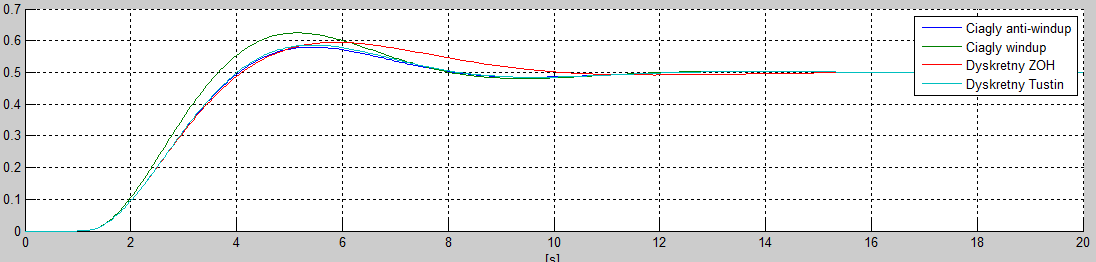 0.7
0.6
0.5
0.4
0.3
0.2
0.1
0
Ciagly anti-windup
Ciagly windup
Dyskretny ZOH
Dyskretny Tustin
0 2 4 6 8 10 12 14 16 18 20
[s]